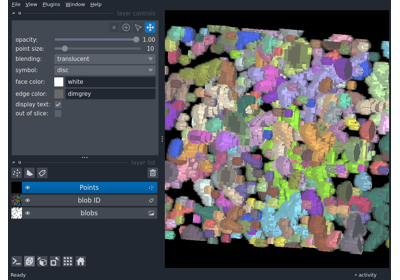 File View Plugins Window Help
layer controls
opacity: 1.00
point size: 10
blending: translucent
symbol: disc
face color: white
edge color: dimgrey
display text:
out of slice:
layer list
Points
blob ID
blobs
Ready
activity